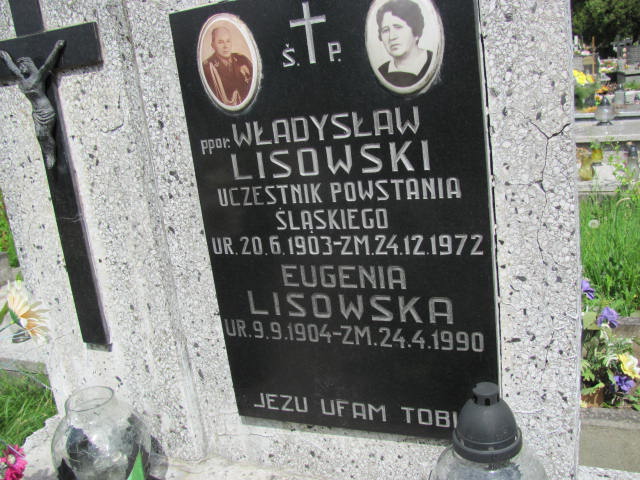 Ś. P.
ppor. WŁADYSŁAW
LISOWSKI
UCZESTNIK POWSTANIA
ŚLĄSKIEGO
UR. 20.6.1903-ZM.24.12.1972
EUGENIA
LISOWSKA
UR.9.9.1904-ZM.24.4.1990
JEZU UFAM TOBI